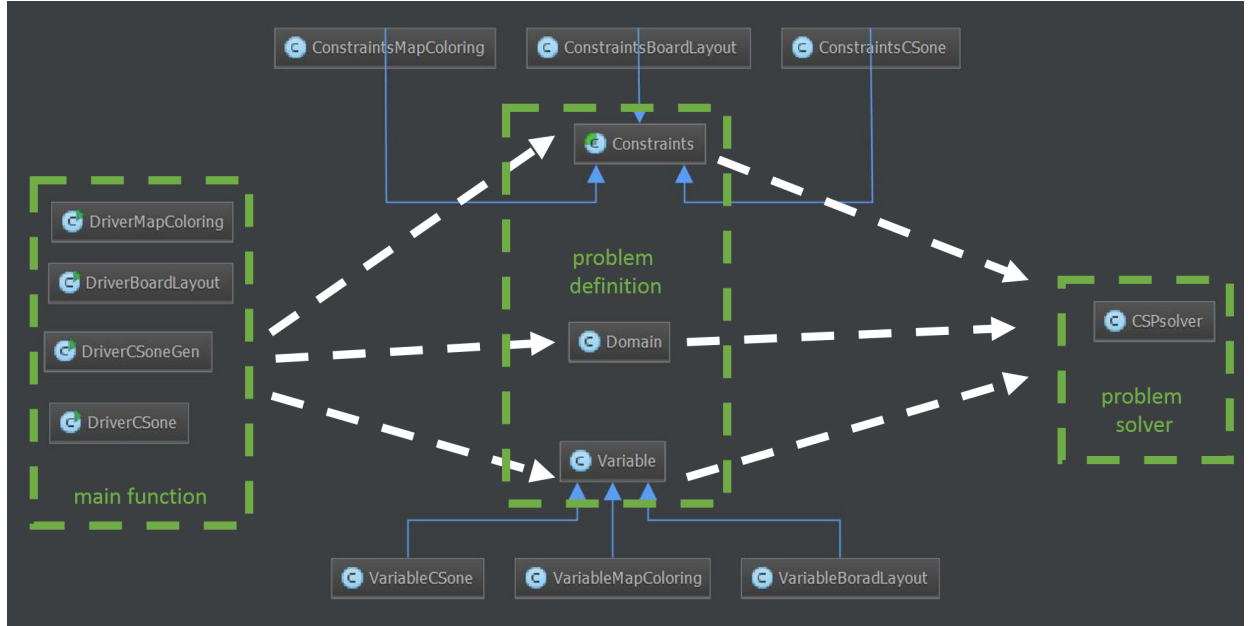 ConstraintsMapColoring
ConstraintsBoardLayout
ConstraintsCSone
Constraints
DriverMapColoring
DriverBoardLayout
DriverCSoneGen
DriverCSone
main function
problem
definition
Domain
Variable
CSPsolver
problem
solver
VariableCSone
VariableMapColoring
VariableBoradLayout